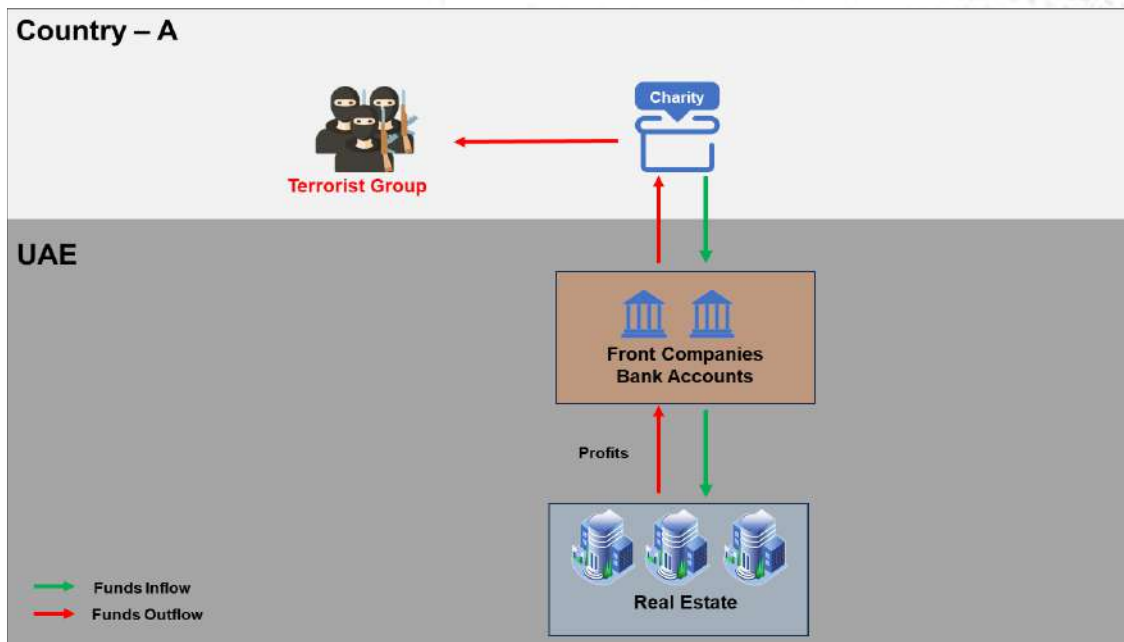 Country – A
Charity
Terrorist Group
UAE
Front Companies
Bank Accounts
Profits
Real Estate
Funds Inflow
Funds Outflow